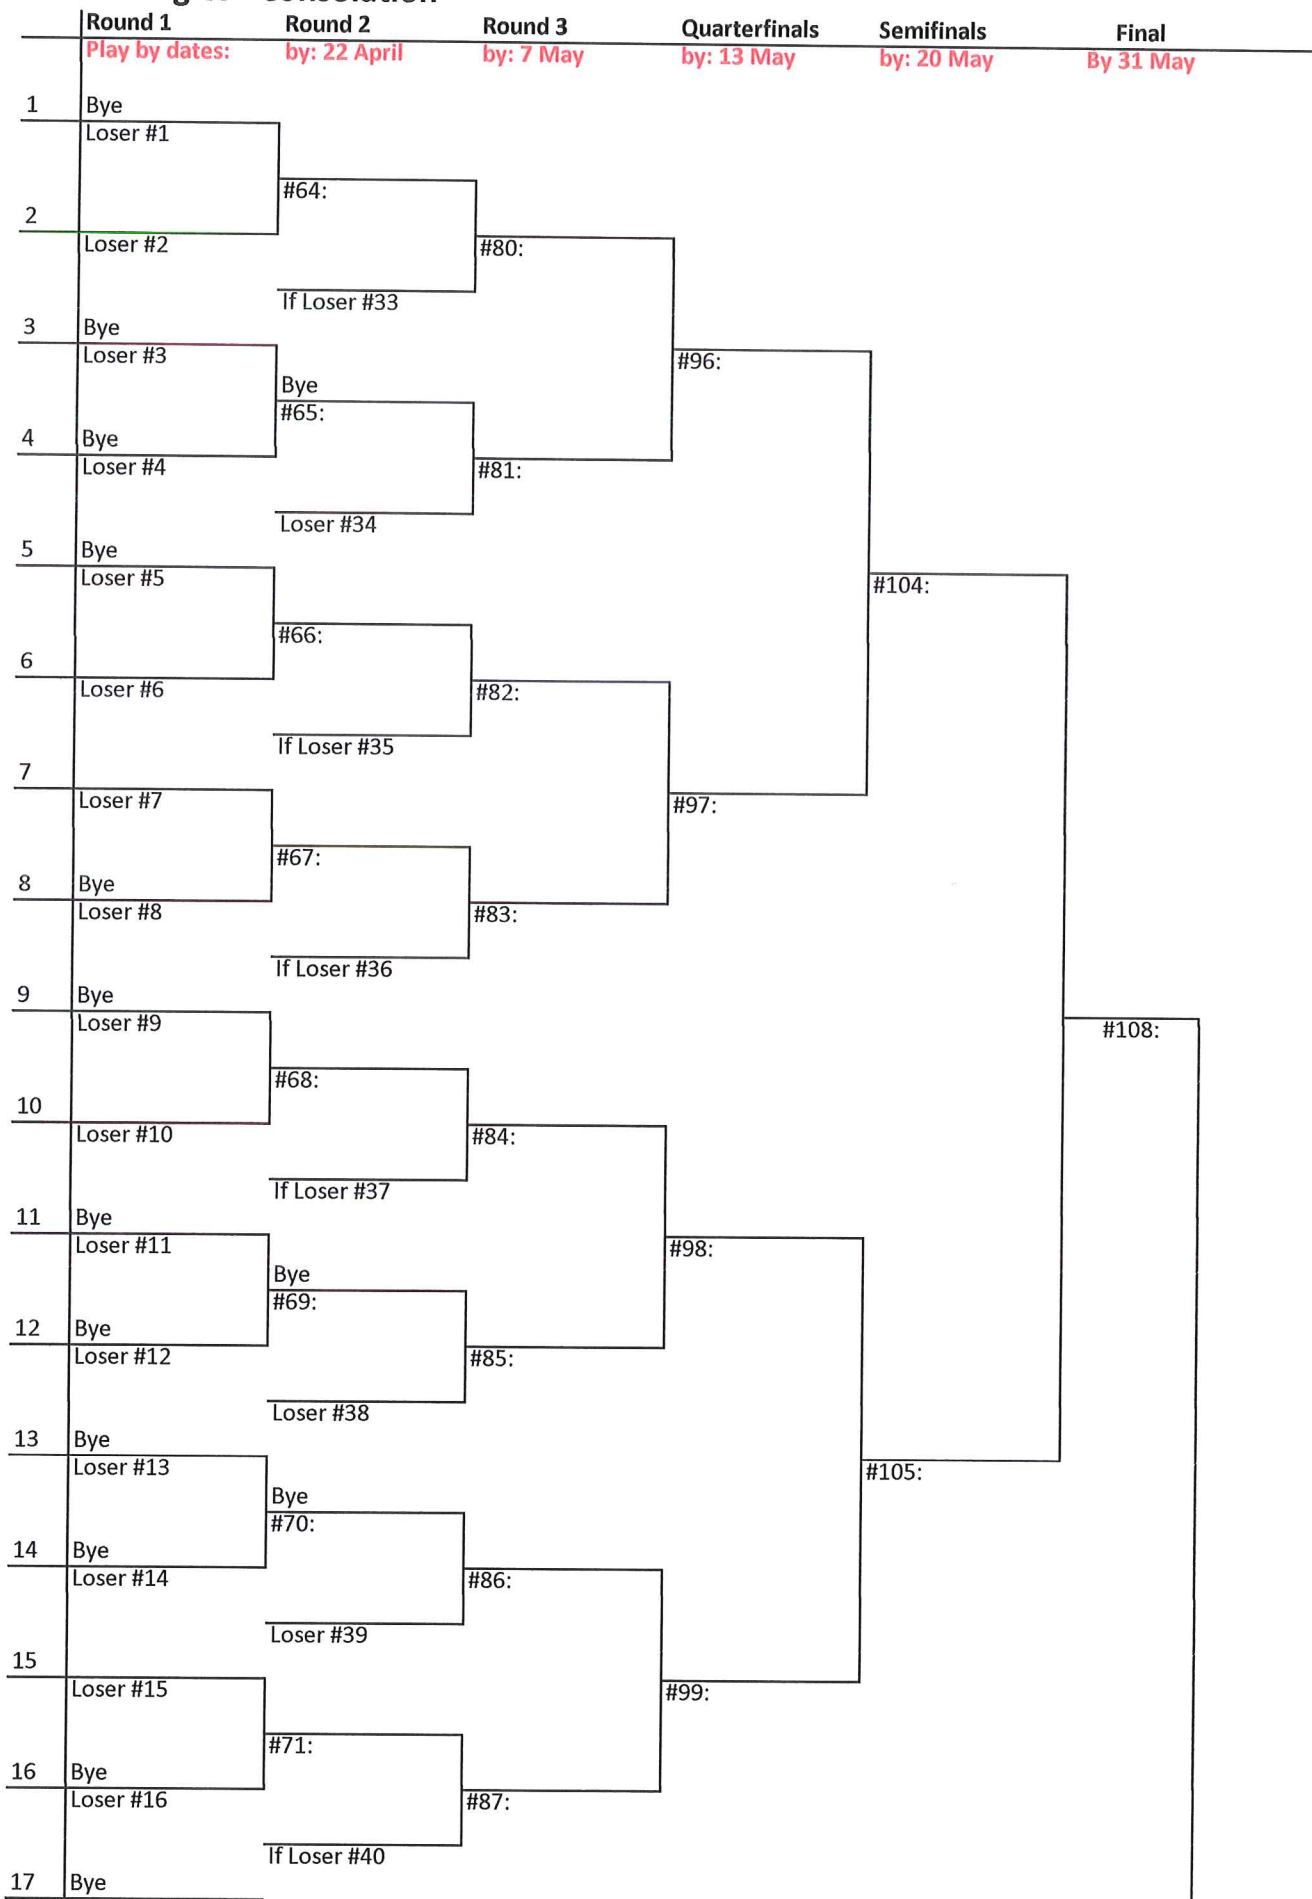 Consolation
Round 1 Round 2 Round 3 Quarterfinals Semifinals Final
Play by dates: by: 22 April by: 7 May by: 13 May by: 20 May By 31 May
1 Bye
Loser #1
#64:
2
Loser #2
#80:
If Loser #33
3 Bye
Loser #3
#96:
Bye
#65:
4 Bye
Loser #4
#81:
Loser #34
5 Bye
Loser #5
#104:
#66:
6
Loser #6
#82:
If Loser #35
7
Loser #7
#97:
#67:
8 Bye
Loser #8
#83:
If Loser #36
9 Bye
Loser #9
#108:
#68:
10
Loser #10
#84:
If Loser #37
11 Bye
Loser #11
#98:
Bye
#69:
12 Bye
Loser #12
#85:
Loser #38
13 Bye
Loser #13
#105:
Bye
#70:
14 Bye
Loser #14
#86:
Loser #39
15
Loser #15
#99:
#71:
16 Bye
Loser #16
#87:
If Loser #40
17 Bye